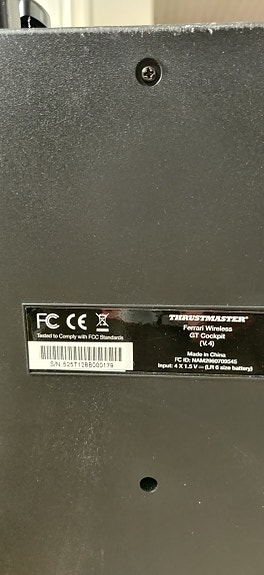 FC CE
Tested to Comply with FCC Standards
S/N :525T12BB000179
THRUSTMASTER®
Ferrari Wireless
GT Cockpit
(V.4)
Made in China
FC ID: NAM2960709545
Input: 4 X 1.5 V ⎓ (LR 6 size battery)